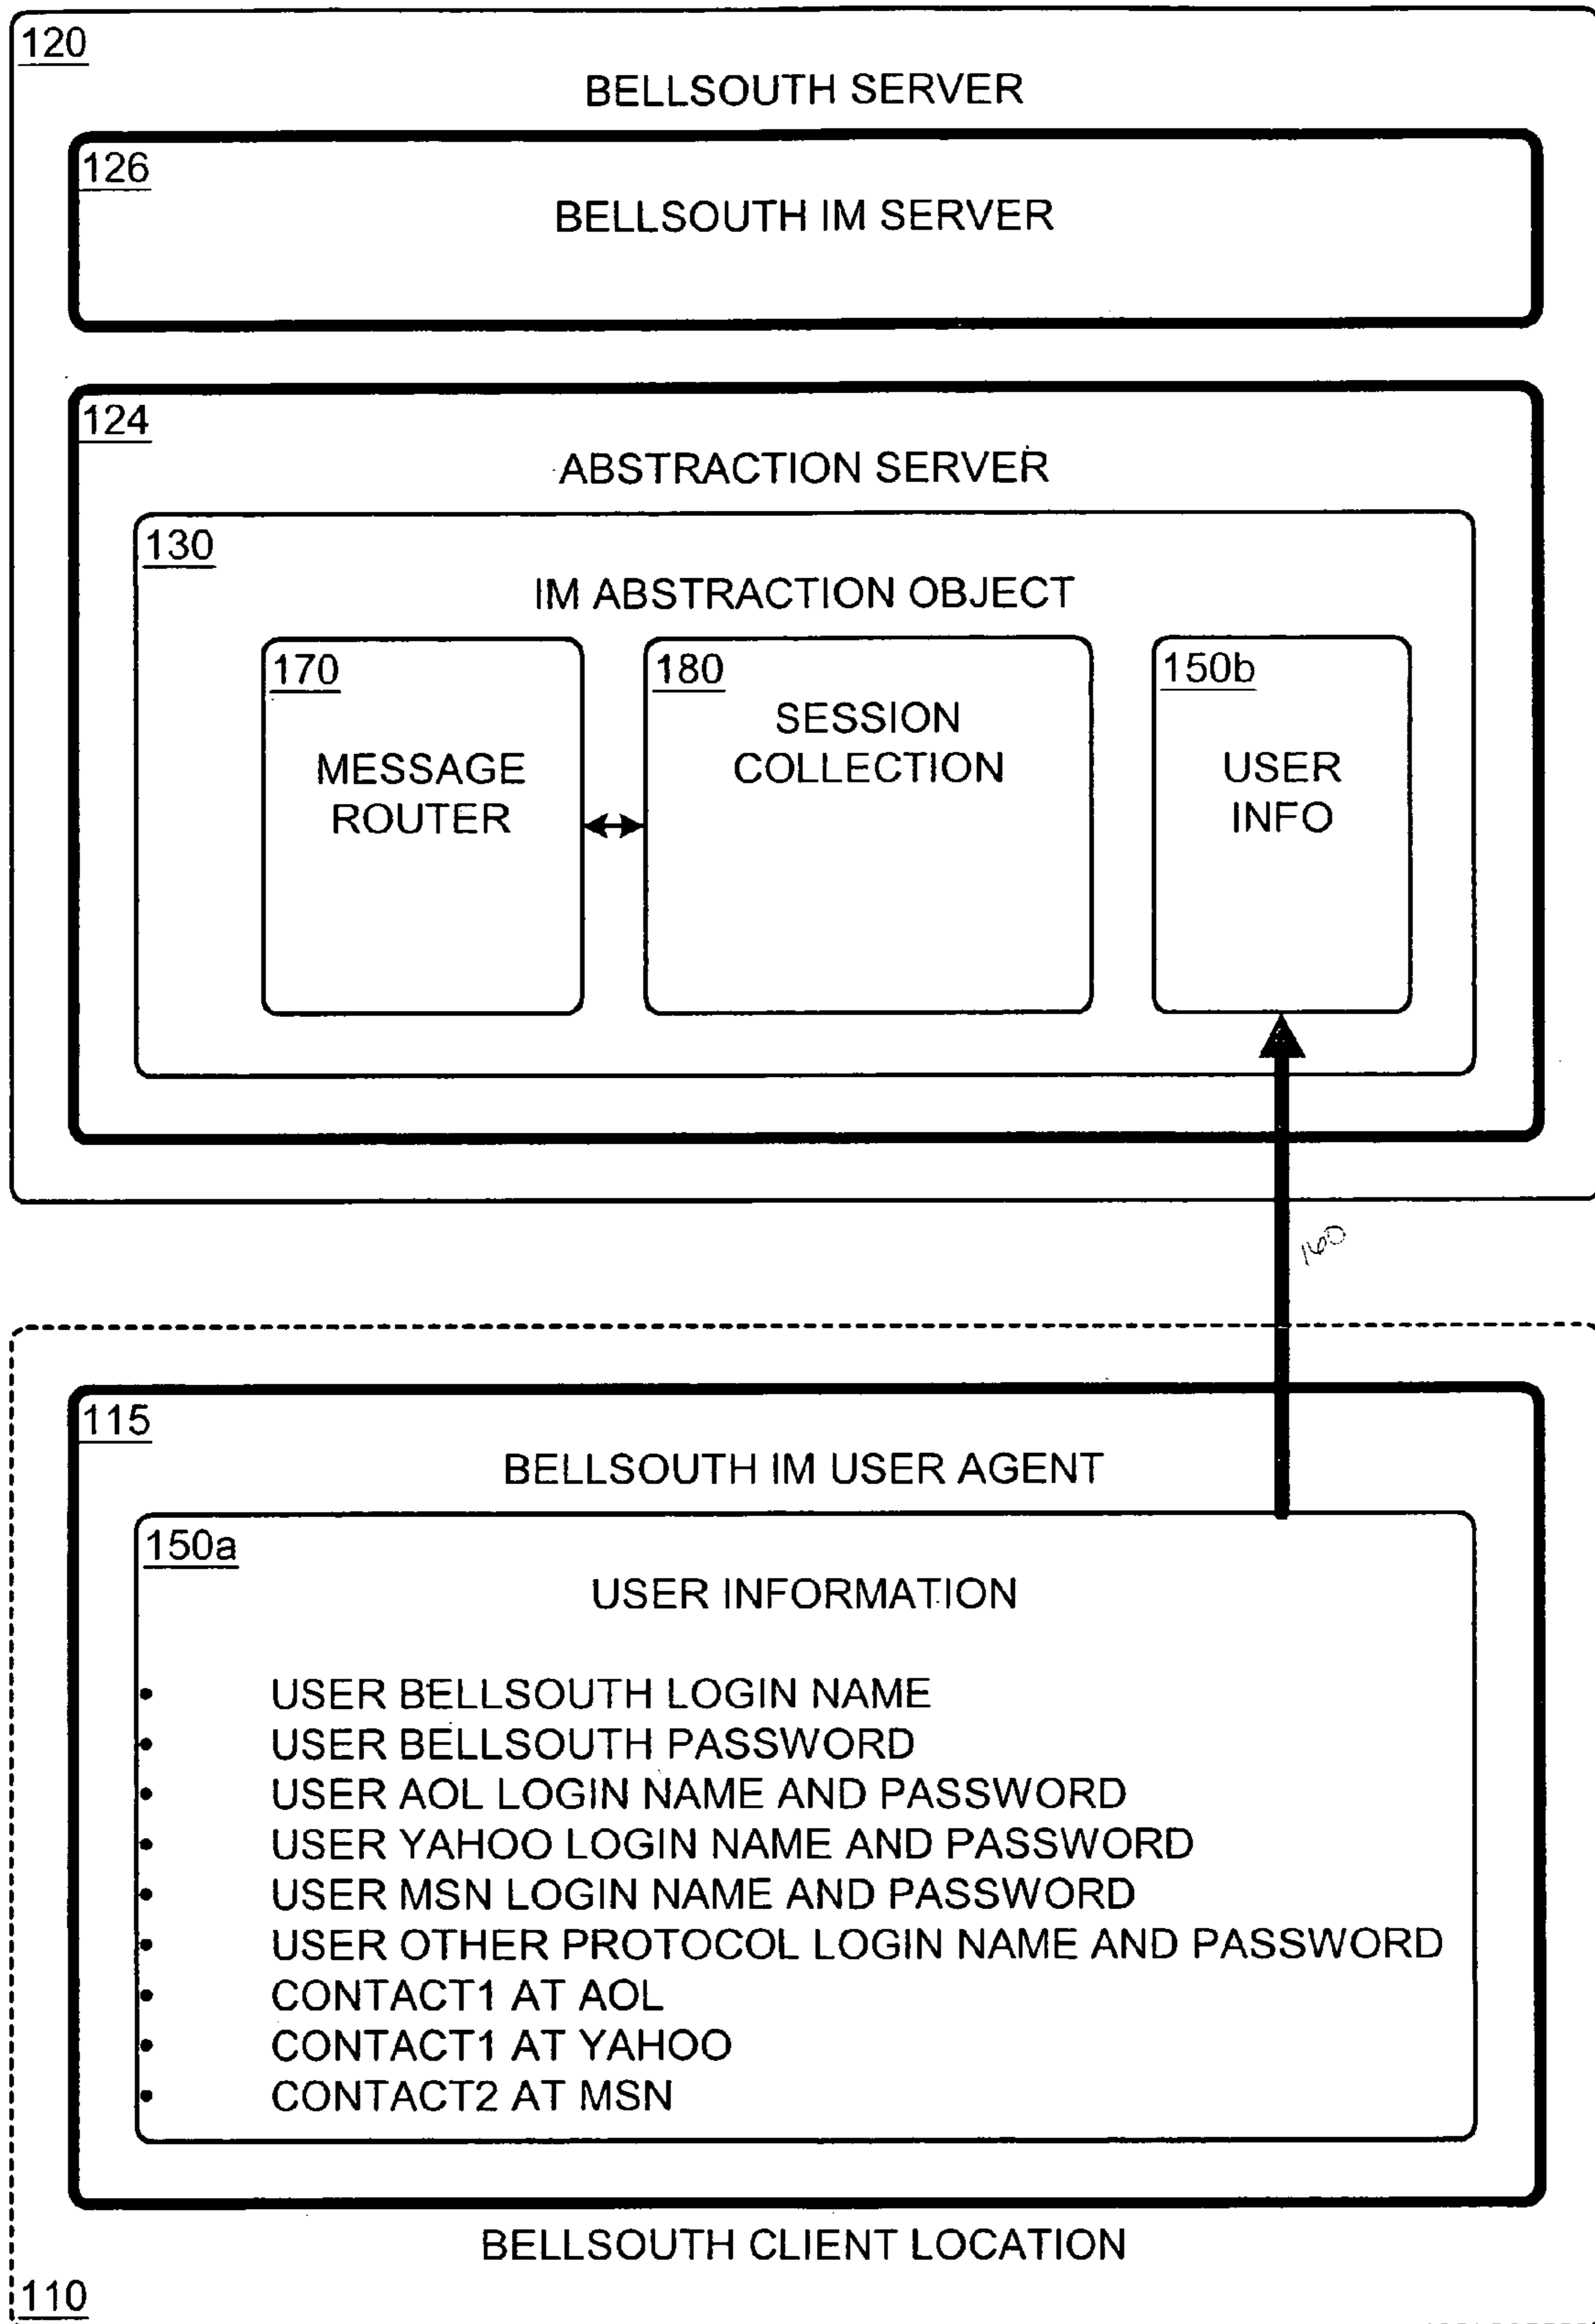 120
BELLSOUTH SERVER
126
BELLSOUTH IM SERVER
124
ABSTRACTION SERVER
130
IM ABSTRACTION OBJECT
170
MESSAGE
ROUTER
180
SESSION
COLLECTION
150b
USER
INFO
160
115
BELLSOUTH IM USER AGENT
150a
USER INFORMATION
• USER BELLSOUTH LOGIN NAME
• USER BELLSOUTH PASSWORD
• USER AOL LOGIN NAME AND PASSWORD
• USER YAHOO LOGIN NAME AND PASSWORD
• USER MSN LOGIN NAME AND PASSWORD
• USER OTHER PROTOCOL LOGIN NAME AND PASSWORD
• CONTACT1 AT AOL
• CONTACT1 AT YAHOO
• CONTACT2 AT MSN
BELLSOUTH CLIENT LOCATION
110